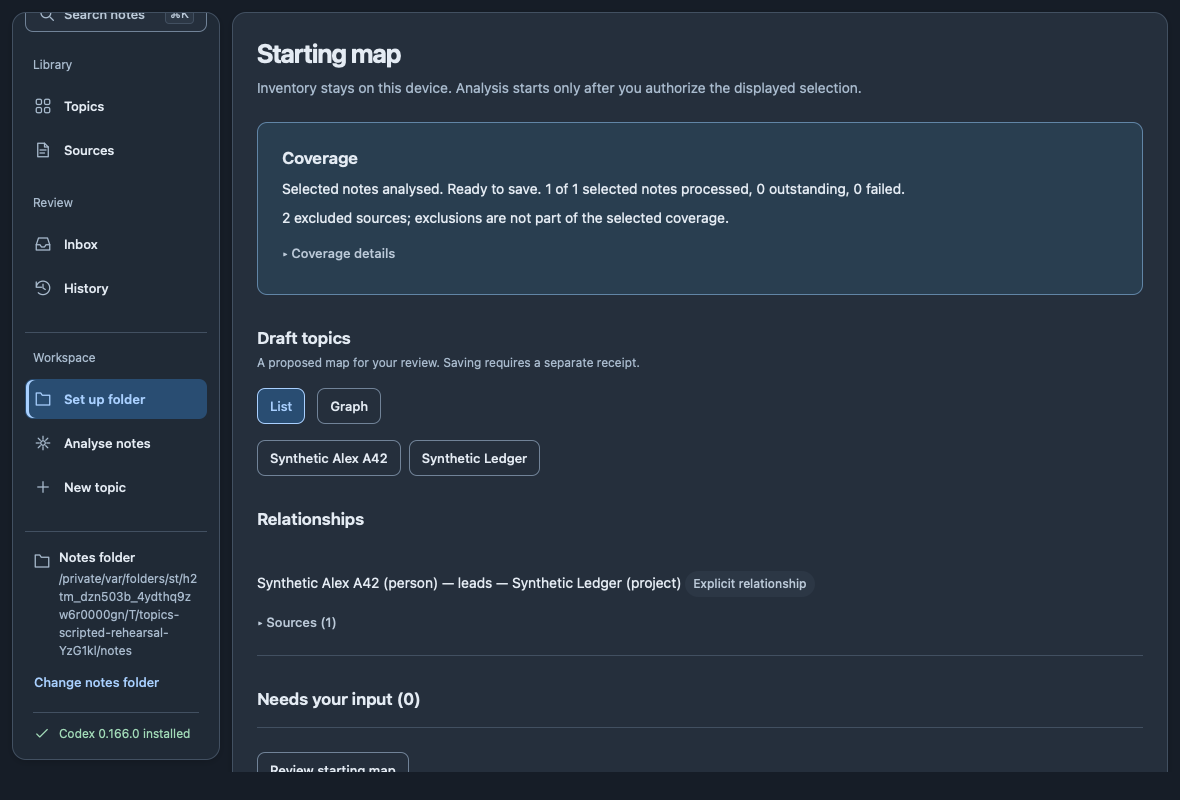 Search notes ⌘K
Library
Topics
Sources
Review
Inbox
History
Workspace
Set up folder
Analyse notes
New topic
Notes folder
/private/var/folders/st/h2
tm_dzn503b_4ydthq9z
w6r0000gn/T/topics-
scripted-rehearsal-
YzG1kl/notes
Change notes folder
Codex 0.166.0 installed
Starting map
Inventory stays on this device. Analysis starts only after you authorize the displayed selection.
Coverage
Selected notes analysed. Ready to save. 1 of 1 selected notes processed, 0 outstanding, 0 failed.
2 excluded sources; exclusions are not part of the selected coverage.
Coverage details
Draft topics
A proposed map for your review. Saving requires a separate receipt.
List Graph
Synthetic Alex A42 Synthetic Ledger
Relationships
Synthetic Alex A42 (person) — leads — Synthetic Ledger (project) Explicit relationship
Sources (1)
Needs your input (0)
Review starting map